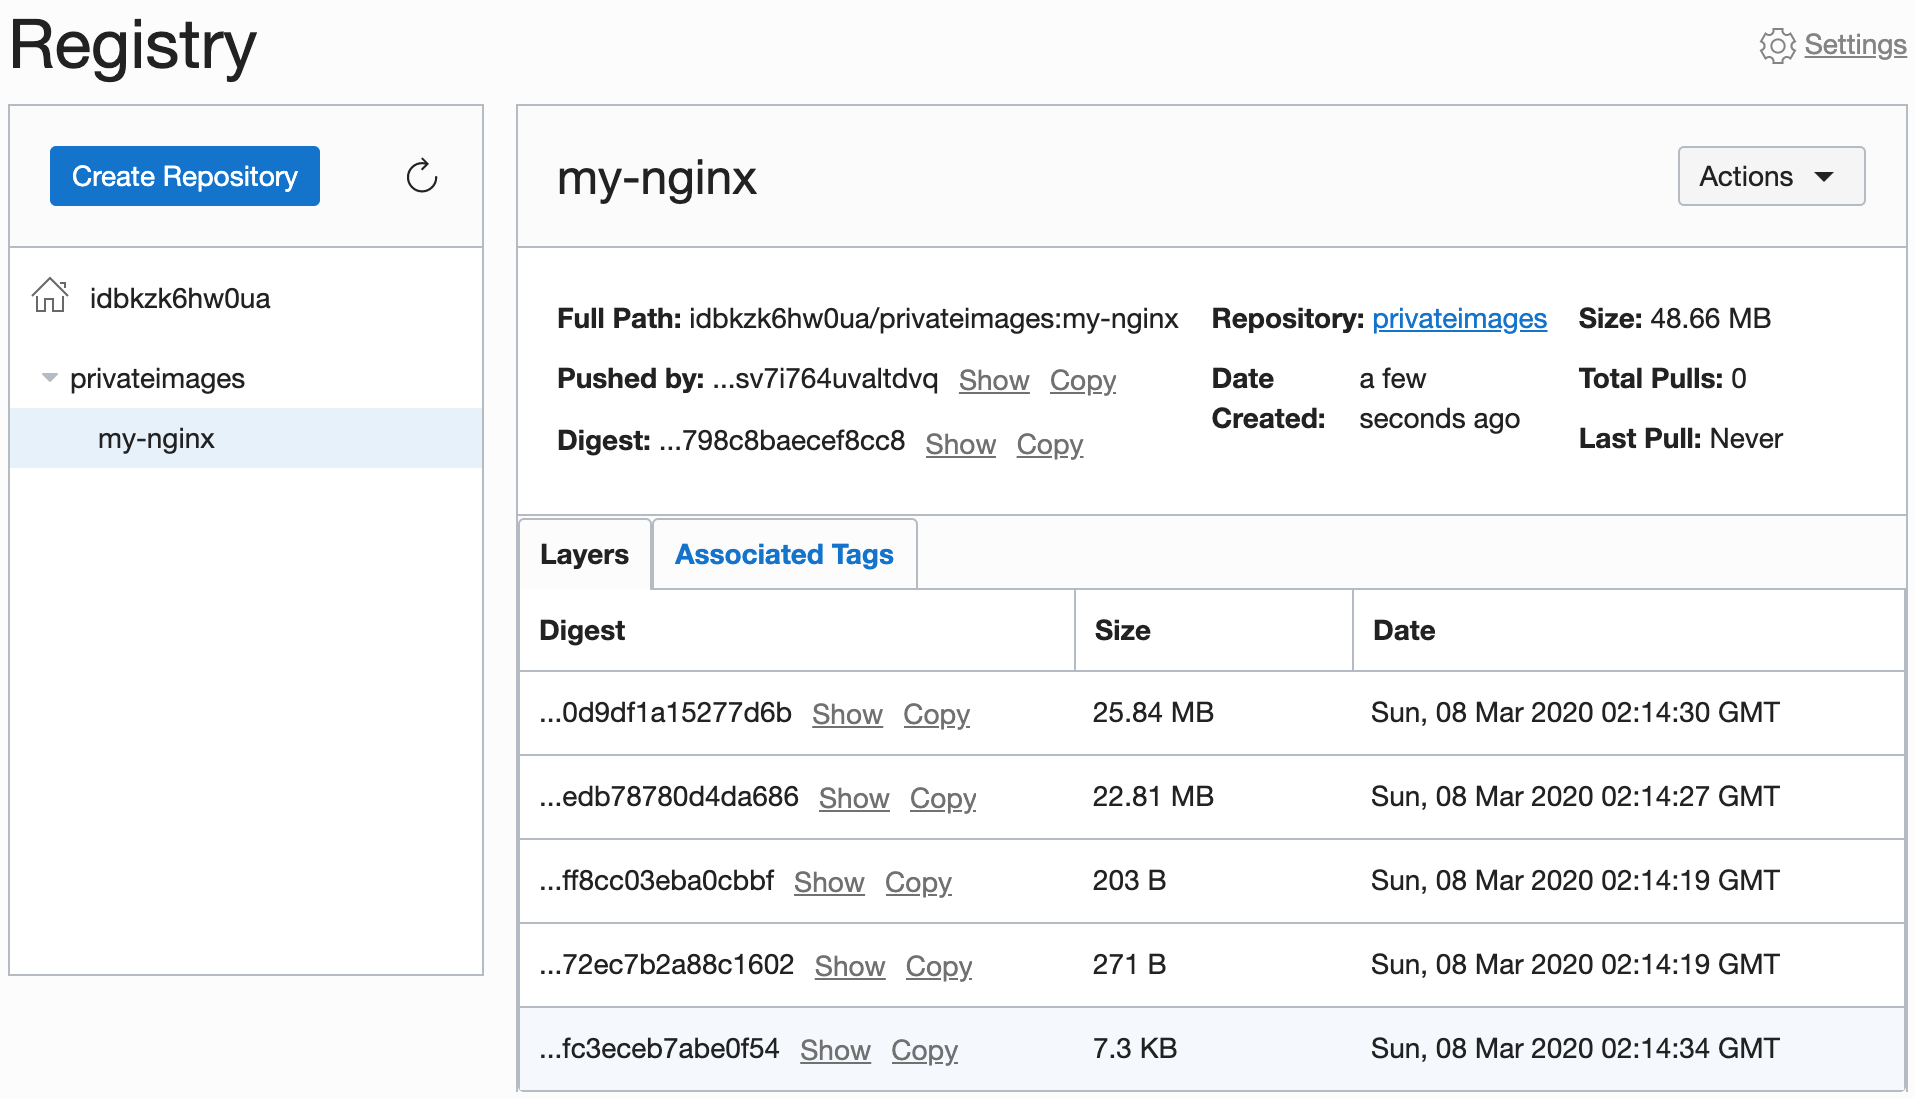 Registry
Settings
Create Repository
my-nginx
Actions
idbkzk6hw0ua
privateimages
my-nginx
Full Path: idbkzk6hw0ua/privateimages:my-nginx
Pushed by: ...sv7i764uvaltdvq Show Copy
Digest: ...798c8baecef8cc8 Show Copy
Repository: privateimages
Date Created: a few seconds ago
Size: 48.66 MB
Total Pulls: 0
Last Pull: Never
Layers Associated Tags
Digest Size Date
...0d9df1a15277d6b Show Copy 25.84 MB Sun, 08 Mar 2020 02:14:30 GMT
...edb78780d4da686 Show Copy 22.81 MB Sun, 08 Mar 2020 02:14:27 GMT
...ff8cc03eba0cbbf Show Copy 203 B Sun, 08 Mar 2020 02:14:19 GMT
...72ec7b2a88c1602 Show Copy 271 B Sun, 08 Mar 2020 02:14:19 GMT
...fc3eceb7abe0f54 Show Copy 7.3 KB Sun, 08 Mar 2020 02:14:34 GMT